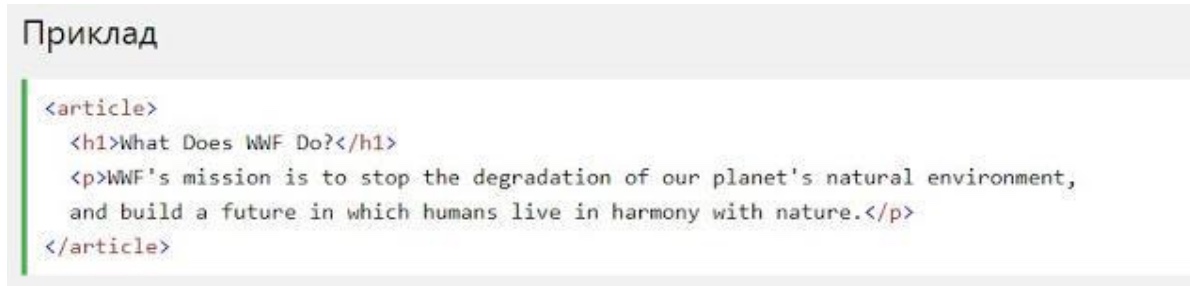 Приклад
<article>
<h1>What Does WWF Do?</h1>
<p>WWF's mission is to stop the degradation of our planet's natural environment,
and build a future in which humans live in harmony with nature.</p>
</article>